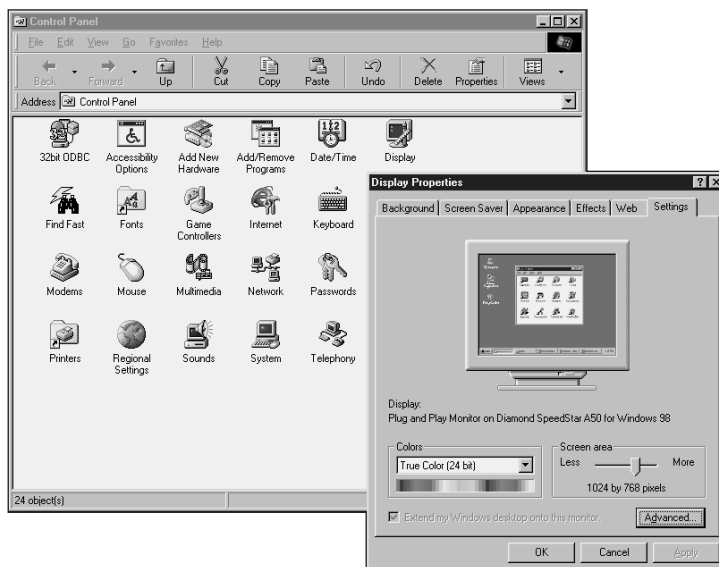 Control Panel
File Edit View Go Favorites Help
Back Forward Up Cut Copy Paste Undo Delete Properties Views
Address Control Panel
32bit ODBC Accessibility Options Add New Hardware Add/Remove Programs Date/Time Display
Find Fast Fonts Game Controllers Internet Keyboard
Modems Mouse Multimedia Network Passwords
Printers Regional Settings Sounds System Telephony
24 object(s)
Display Properties
Background Screen Saver Appearance Effects Web Settings
Display:
Plug and Play Monitor on Diamond SpeedStar A50 for Windows 98
Colors
True Color (24 bit)
Screen area
Less More
1024 by 768 pixels
Extend my Windows desktop onto this monitor.
Advanced...
OK Cancel Apply